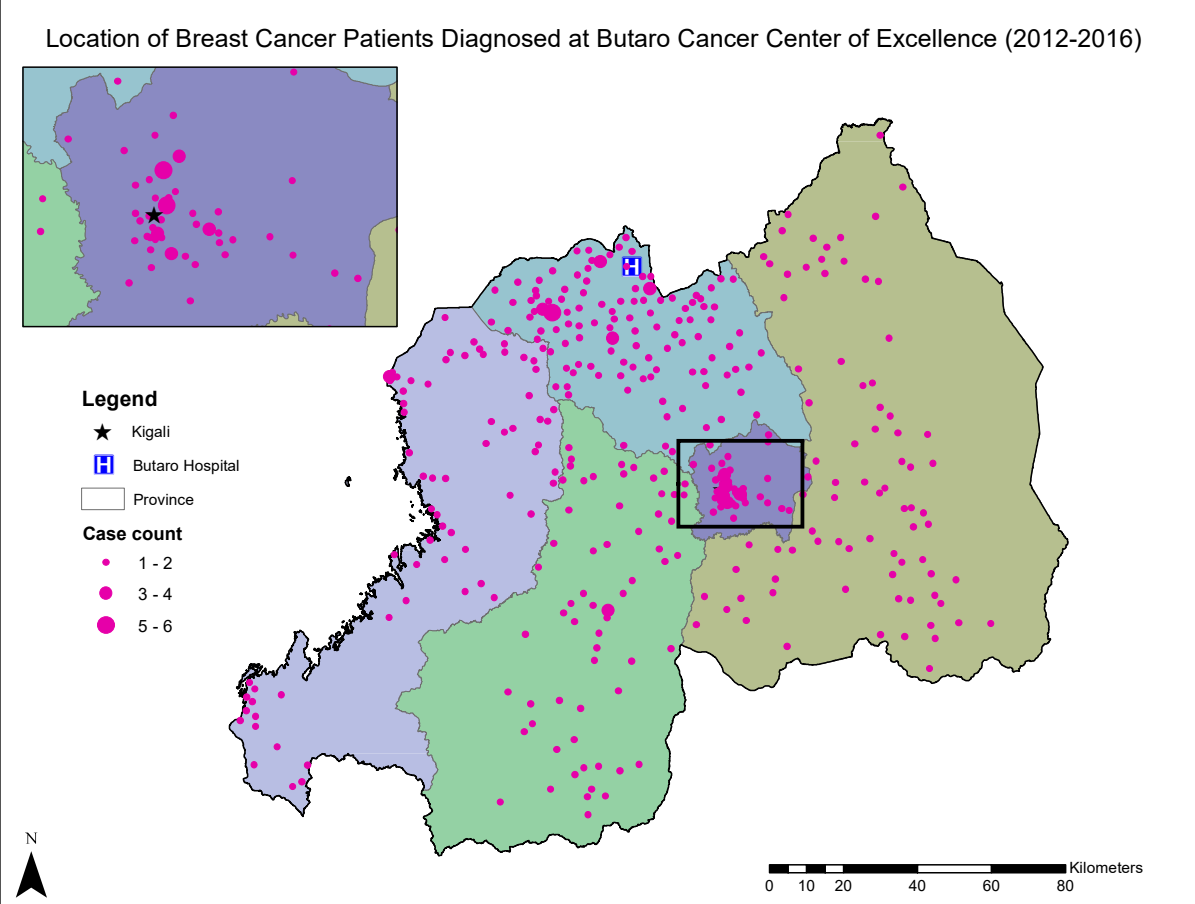 Location of Breast Cancer Patients Diagnosed at Butaro Cancer Center of Excellence (2012-2016)
H
Legend
Kigali
H Butaro Hospital
Province
Case count
1 - 2
3 - 4
5 - 6
N
Kilometers
0 10 20 40 60 80